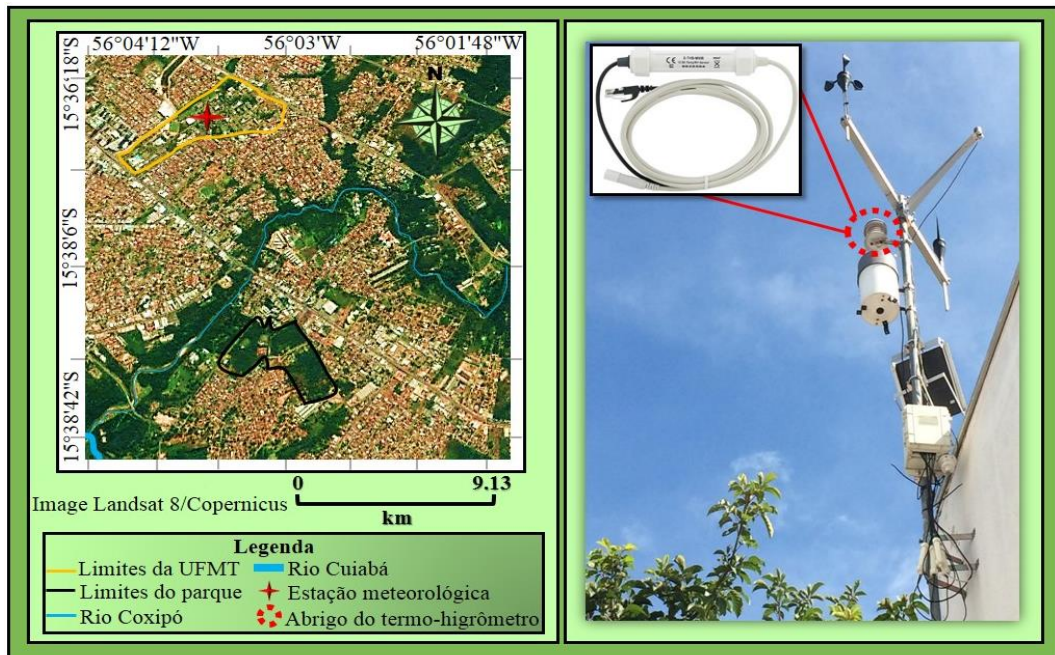 56°04'12"W 56°03'W 56°01'48"W
15°36'18"S
15°38'6"S
15°38'42"S
N
0 9.13
km
Image Landsat 8/Copernicus
Legenda
Limites da UFMT
Rio Cuiabá
Limites do parque
Estação meteorológica
Rio Coxipó
Abrigo do termo-higrômetro